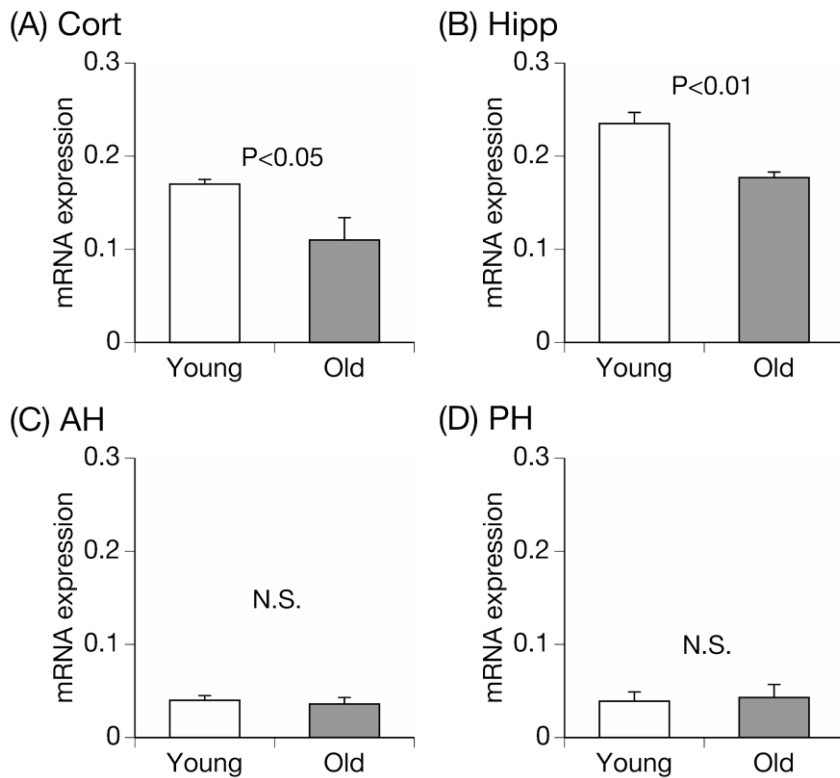 (A) Cort
mRNA expression
0.3
0.2
0.1
0
P<0.05
Young Old
(B) Hipp
mRNA expression
0.3
0.2
0.1
0
P<0.01
Young Old
(C) AH
mRNA expression
0.3
0.2
0.1
0
N.S.
Young Old
(D) PH
mRNA expression
0.3
0.2
0.1
0
N.S.
Young Old